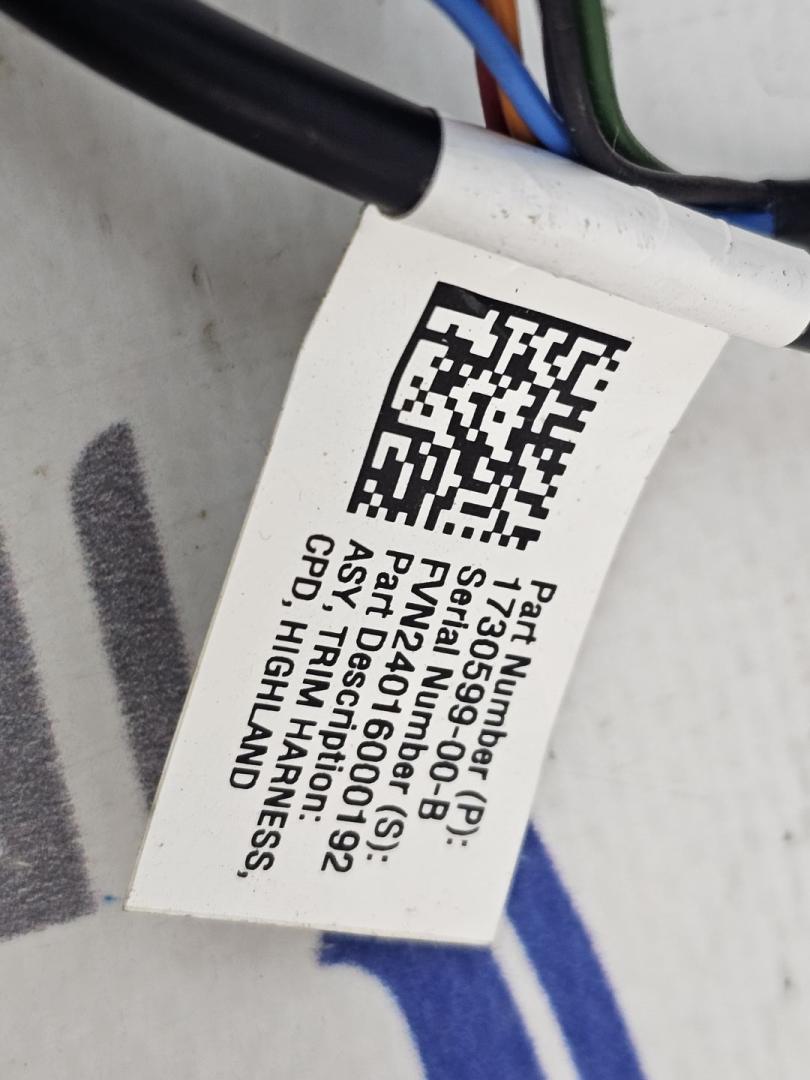 Part Number (P):
1730599-00-B
Serial Number (S):
FVN24016000192
Part Description:
ASY, TRIM HARNESS,
CPD, HIGHLAND